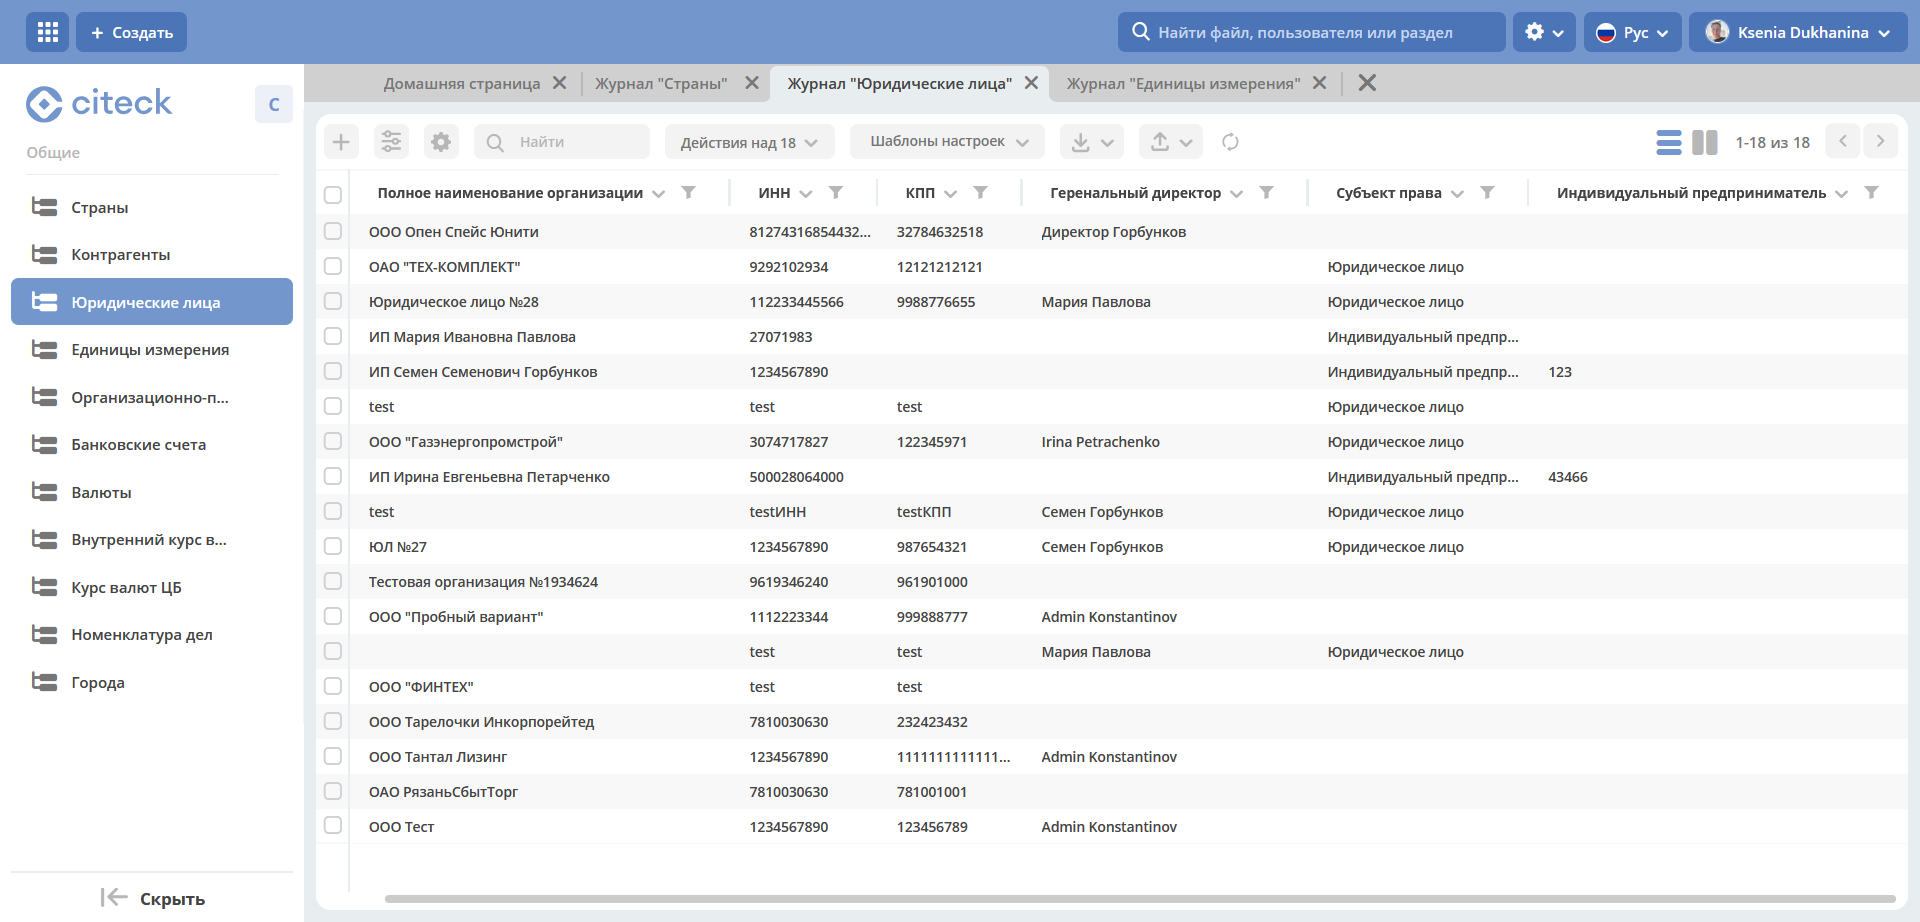 + Создать
Найти файл, пользователя или раздел
Рус
Ksenia Dukhanina
citeck
C
Общие
Страны
Контрагенты
Юридические лица
Единицы измерения
Организационно-п...
Банковские счета
Валюты
Внутренний курс в...
Курс валют ЦБ
Номенклатура дел
Города
Скрыть
Домашняя страница
Журнал "Страны"
Журнал "Юридические лица"
Журнал "Единицы измерения"
Найти
Действия над 18
Шаблоны настроек
1-18 из 18
Полное наименование организации ИНН КПП Геренальный директор Субъект права Индивидуальный предприниматель
ООО Опен Спейс Юнити 81274316854432... 32784632518 Директор Горбунков
ОАО "ТЕХ-КОМПЛЕКТ" 9292102934 12121212121 Юридическое лицо
Юридическое лицо №28 112233445566 9988776655 Мария Павлова Юридическое лицо
ИП Мария Ивановна Павлова 27071983 Индивидуальный предпр...
ИП Семен Семенович Горбунков 1234567890 Индивидуальный предпр... 123
test test test Юридическое лицо
ООО "Газэнергопромстрой" 3074717827 122345971 Irina Petrachenko Юридическое лицо
ИП Ирина Евгеньевна Петарченко 500028064000 Индивидуальный предпр... 43466
test testИНН testКПП Семен Горбунков Юридическое лицо
ЮЛ №27 1234567890 987654321 Семен Горбунков Юридическое лицо
Тестовая организация №1934624 9619346240 961901000
ООО "Пробный вариант" 1112223344 999888777 Admin Konstantinov
test test Мария Павлова Юридическое лицо
ООО "ФИНТЕХ" test test
ООО Тарелочки Инкорпорейтед 7810030630 232423432
ООО Тантал Лизинг 1234567890 1111111111111... Admin Konstantinov
ОАО РязаньСбытТорг 7810030630 781001001
ООО Тест 1234567890 123456789 Admin Konstantinov